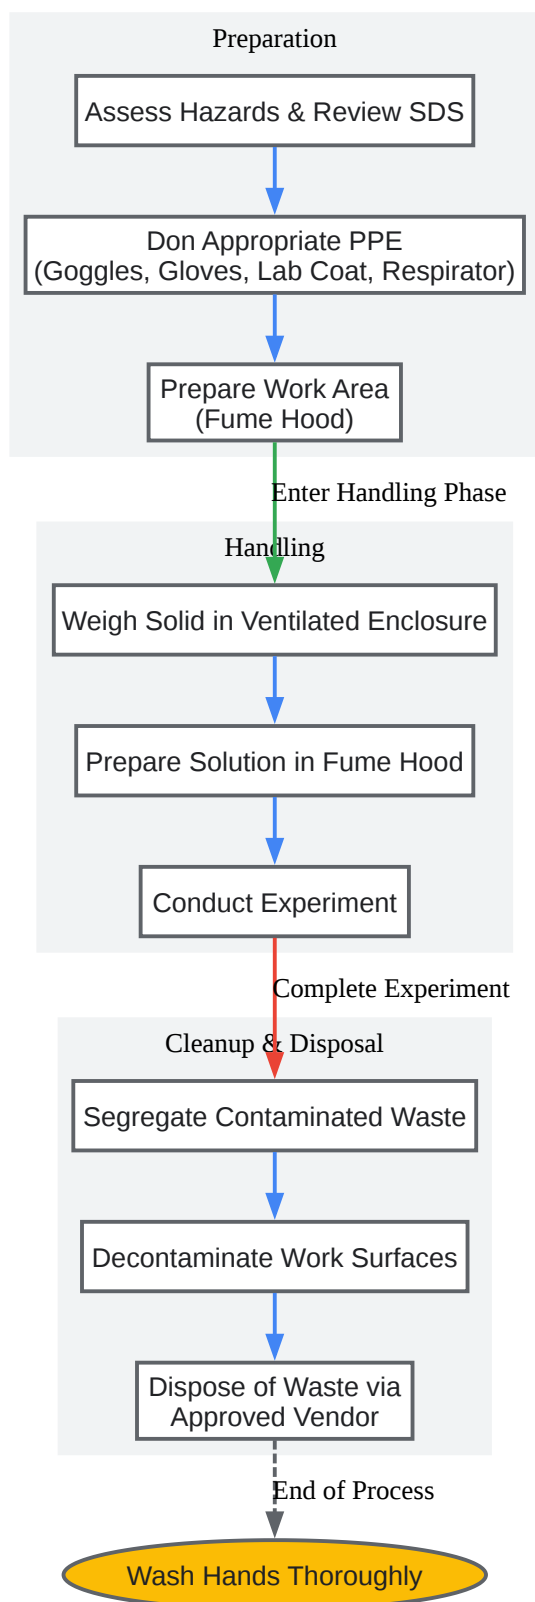 Preparation
Assess Hazards & Review SDS
Don Appropriate PPE
(Goggles, Gloves, Lab Coat, Respirator)
Prepare Work Area
(Fume Hood)
Enter Handling Phase
Handling
Weigh Solid in Ventilated Enclosure
Prepare Solution in Fume Hood
Conduct Experiment
Complete Experiment
Cleanup & Disposal
Segregate Contaminated Waste
Decontaminate Work Surfaces
Dispose of Waste via
Approved Vendor
End of Process
Wash Hands Thoroughly